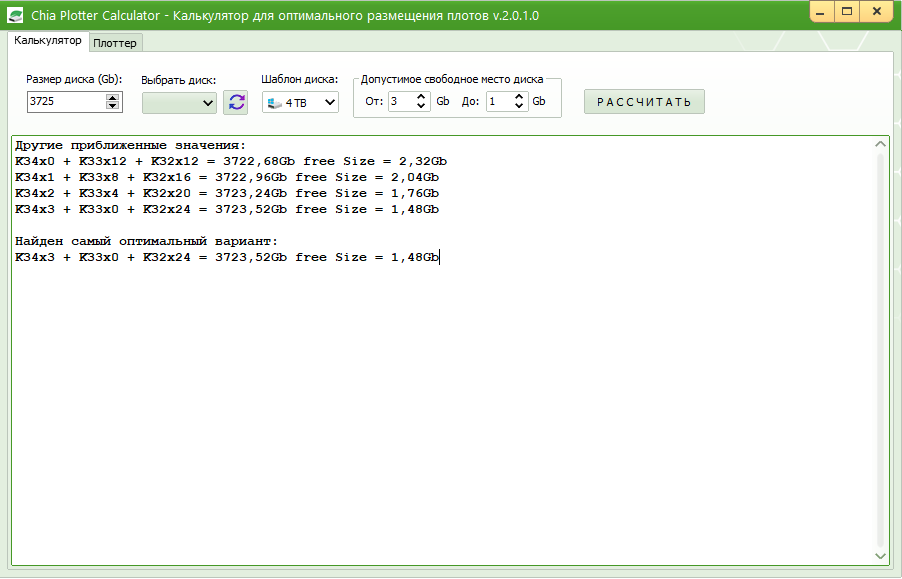 Chia Plotter Calculator - Калькулятор для оптимального размещения плотов v.2.0.1.0
Калькулятор
Плоттер
Размер диска (Gb):
Выбрать диск:
Шаблон диска:
Допустимое свободное место диска
3725
4 TB
От: 3 Gb До: 1 Gb
РАССЧИТАТЬ
Другие приближенные значения:
K34x0 + K33x12 + K32x12 = 3722,68Gb free Size = 2,32Gb
K34x1 + K33x8 + K32x16 = 3722,96Gb free Size = 2,04Gb
K34x2 + K33x4 + K32x20 = 3723,24Gb free Size = 1,76Gb
K34x3 + K33x0 + K32x24 = 3723,52Gb free Size = 1,48Gb
Найден самый оптимальный вариант:
K34x3 + K33x0 + K32x24 = 3723,52Gb free Size = 1,48Gb